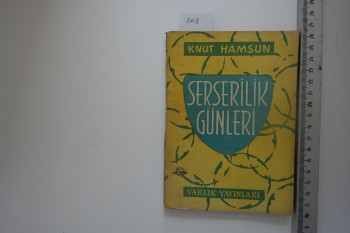 KNUT HAMSUN
SERSERİLİK
GÜNLERİ
VARLIK YAYINLARI